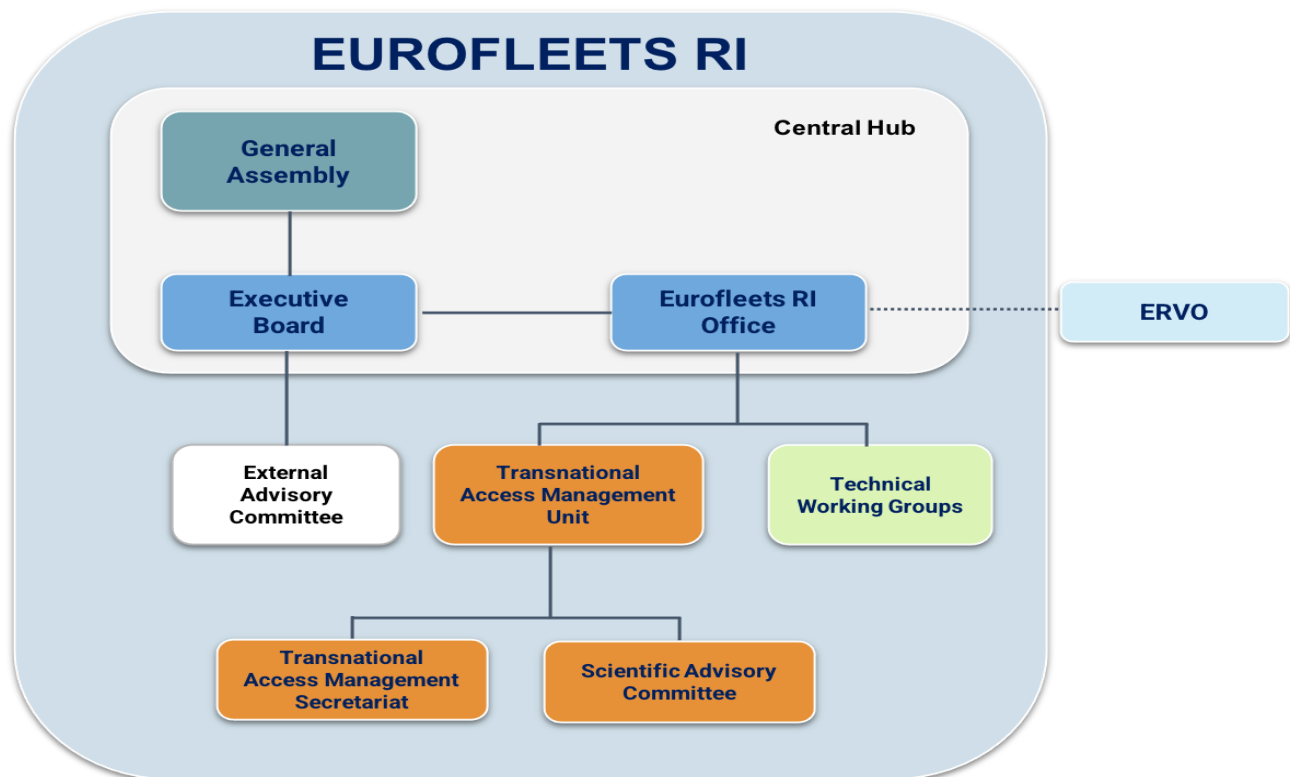 EUROFLEETS RI
Central Hub
General
Assembly
Executive
Board
Eurofleets RI
Office
ERVO
External
Advisory
Committee
Transnational
Access Management
Unit
Technical
Working Groups
Transnational
Access Management
Secretariat
Scientific Advisory
Committee